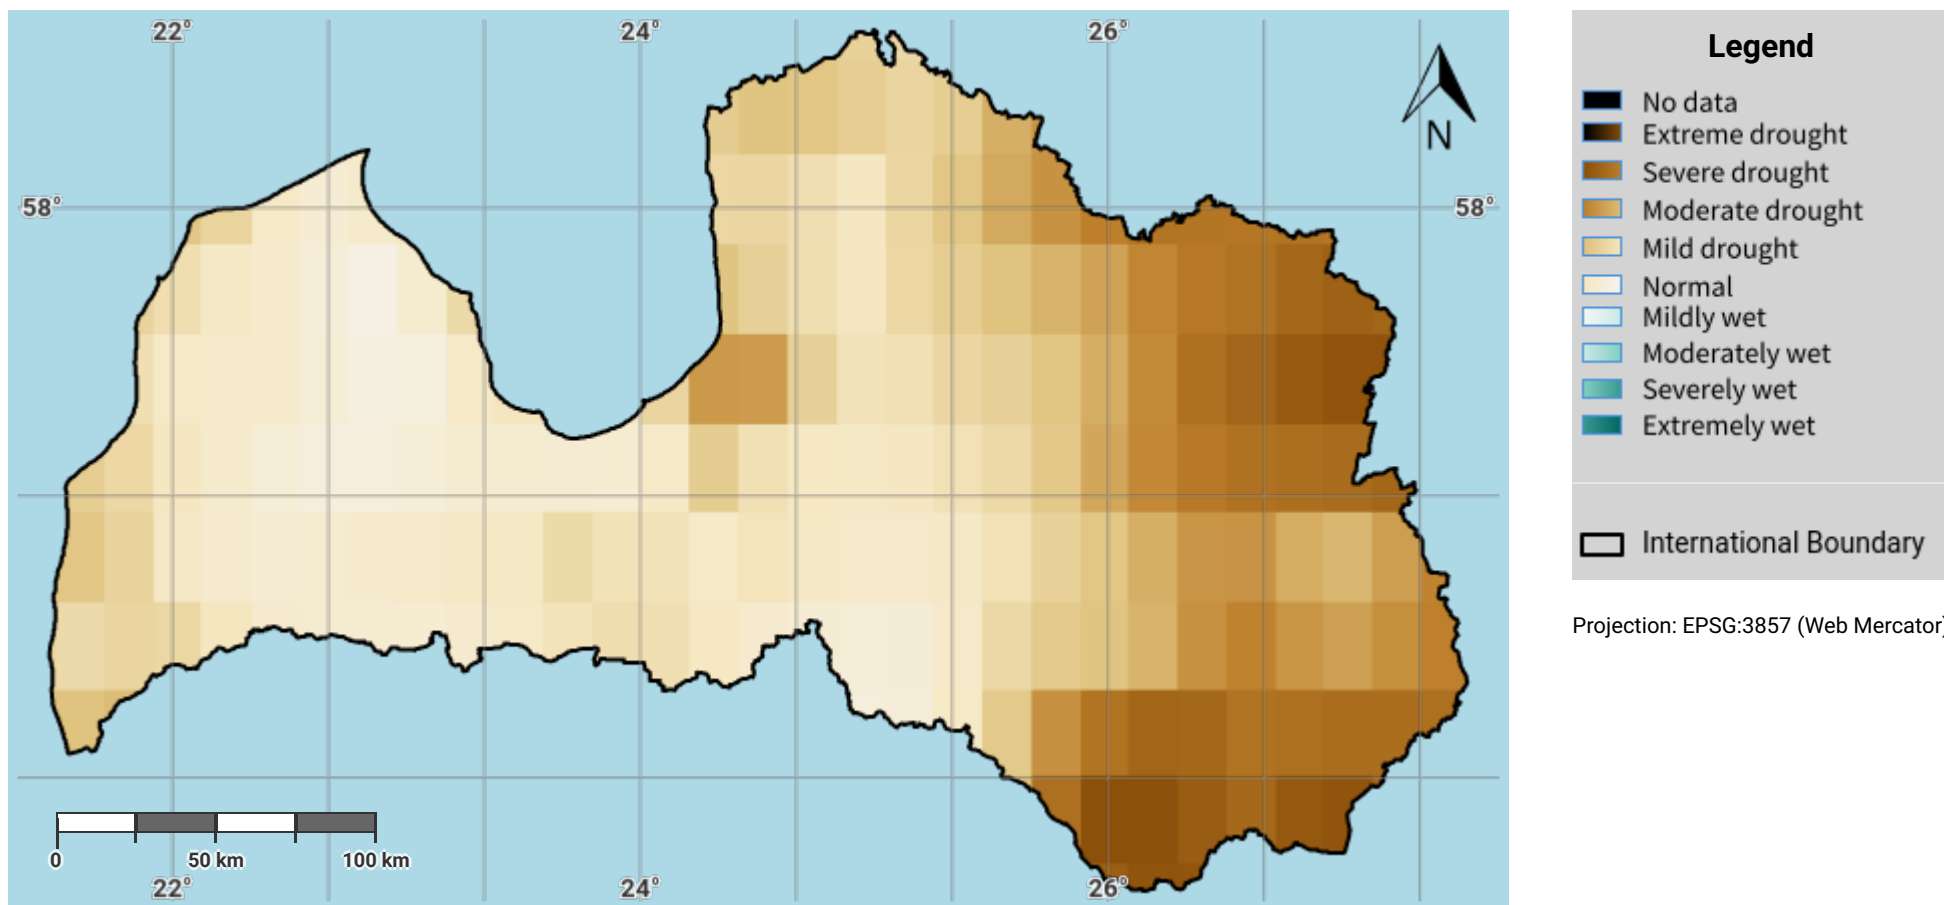 22° 24° 26°
N
58° 58°
0 50 km 100 km
22° 24° 26°
Legend
No data
Extreme drought
Severe drought
Moderate drought
Mild drought
Normal
Mildly wet
Moderately wet
Severely wet
Extremely wet
International Boundary
Projection: EPSG:3857 (Web Mercator)